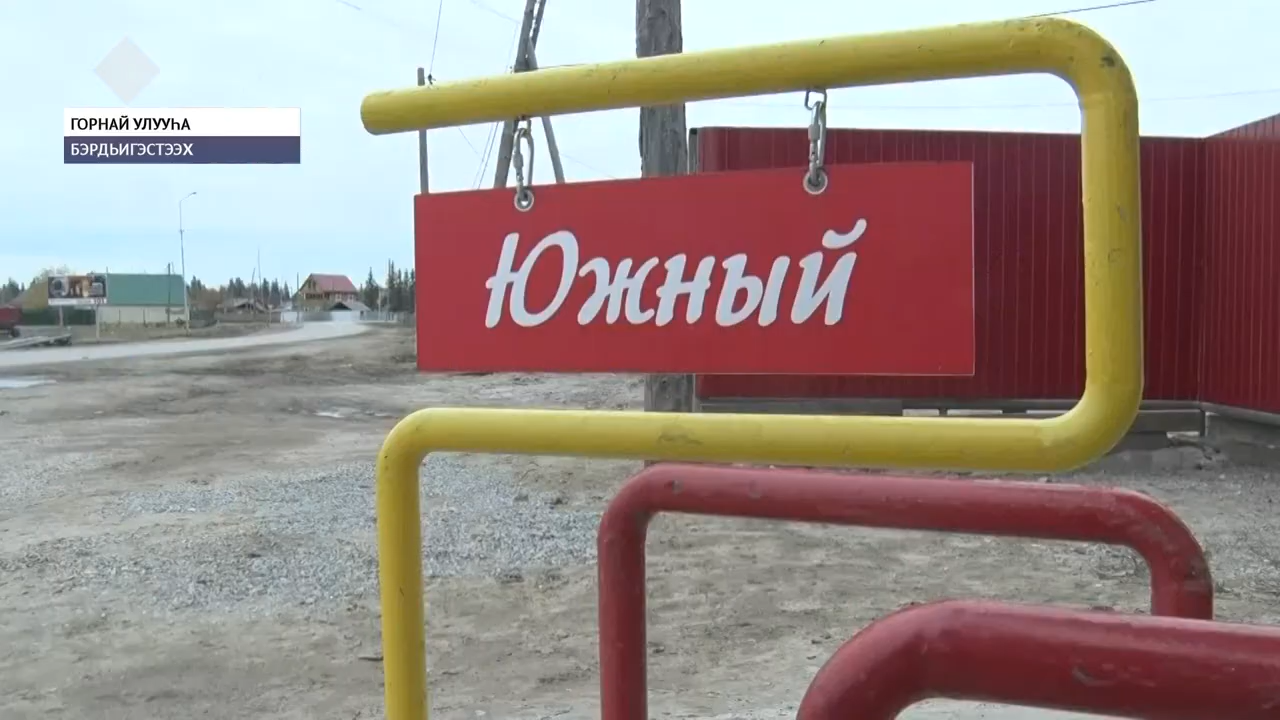 ГОРНАЙ УЛУУҺА
БЭРДЬИГЭСТЭЭХ
Южный